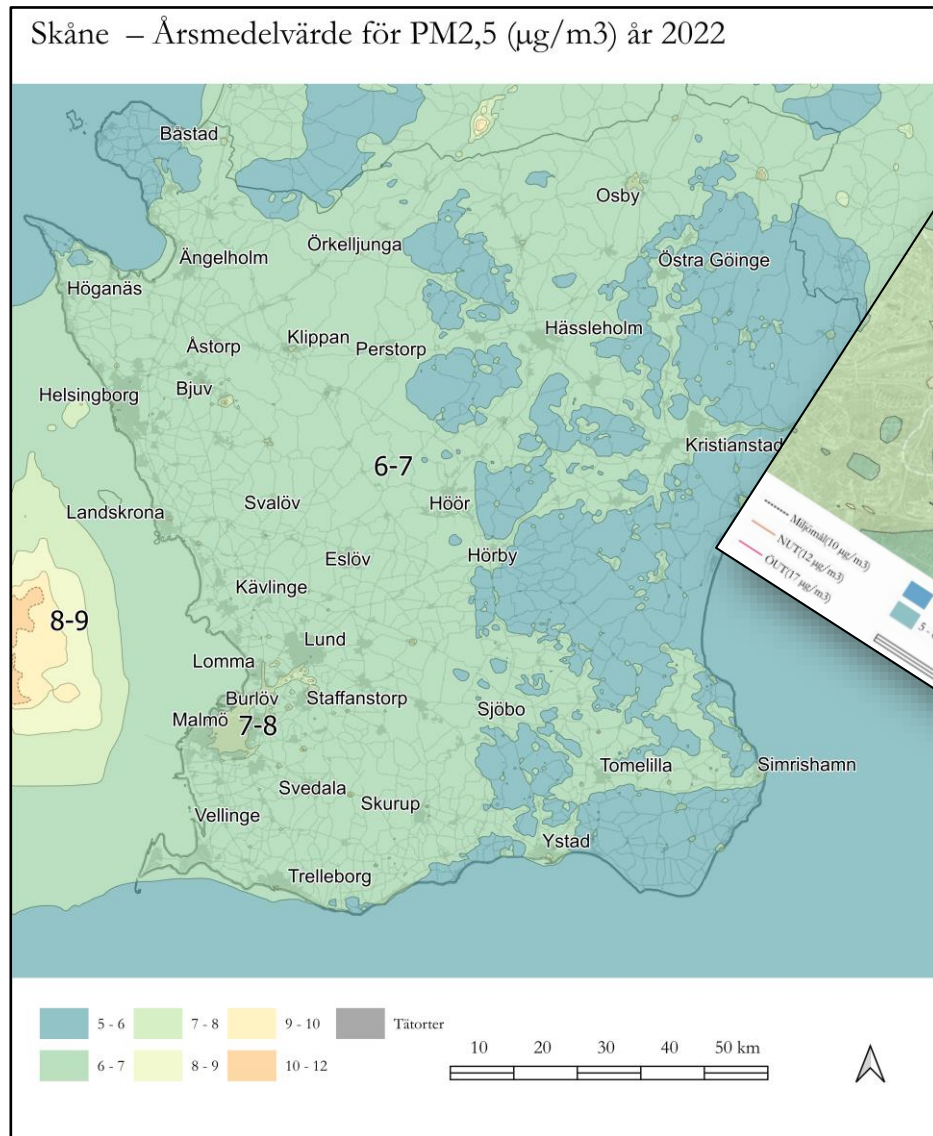 Skåne – Årsmedelvärde för PM2,5 (µg/m3) år 2022
Båstad
Osby
Örkelljunga
Ängelholm
Östra Göinge
Höganäs
Hässleholm
Klippan
Åstorp
Perstorp
Bjuv
Helsingborg
Kristianstad
6-7
Höör
Svalöv
Landskrona
Hörby
Eslöv
Kävlinge
8-9
Lund
Lomma
Burlöv
Staffanstorp
Sjöbo
Malmö
7-8
Simrishamn
Tomelilla
Svedala
Skurup
Vellinge
Ystad
Trelleborg
Miljömål(10 µg/m3)
NUT(12 µg/m3)
ÖUT(17 µg/m3)
5 - 6
7 - 8
9 - 10
Tätorter
6 - 7
8 - 9
10 - 12
10
20
30
40
50 km